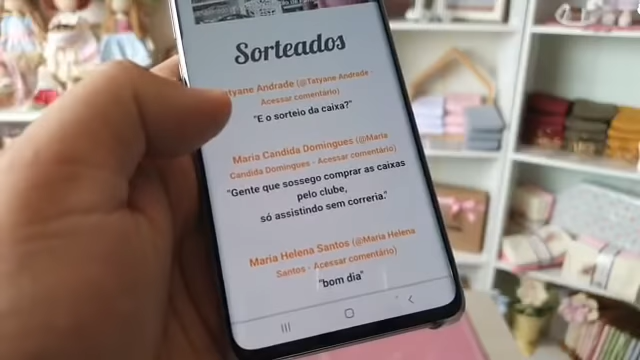 Sorteados
tyane Andrade (@Tatyane Andrade -
Acessar comentário)
"E o sorteio da caixa?"
Maria Candida Domingues (@Maria
Candida Domingues - Acessar comentário)
"Gente que sossego comprar as caixas
pelo clube,
só assistindo sem correria."
Maria Helena Santos (@Maria Helena
Santos - Acessar comentário)
"bom dia"